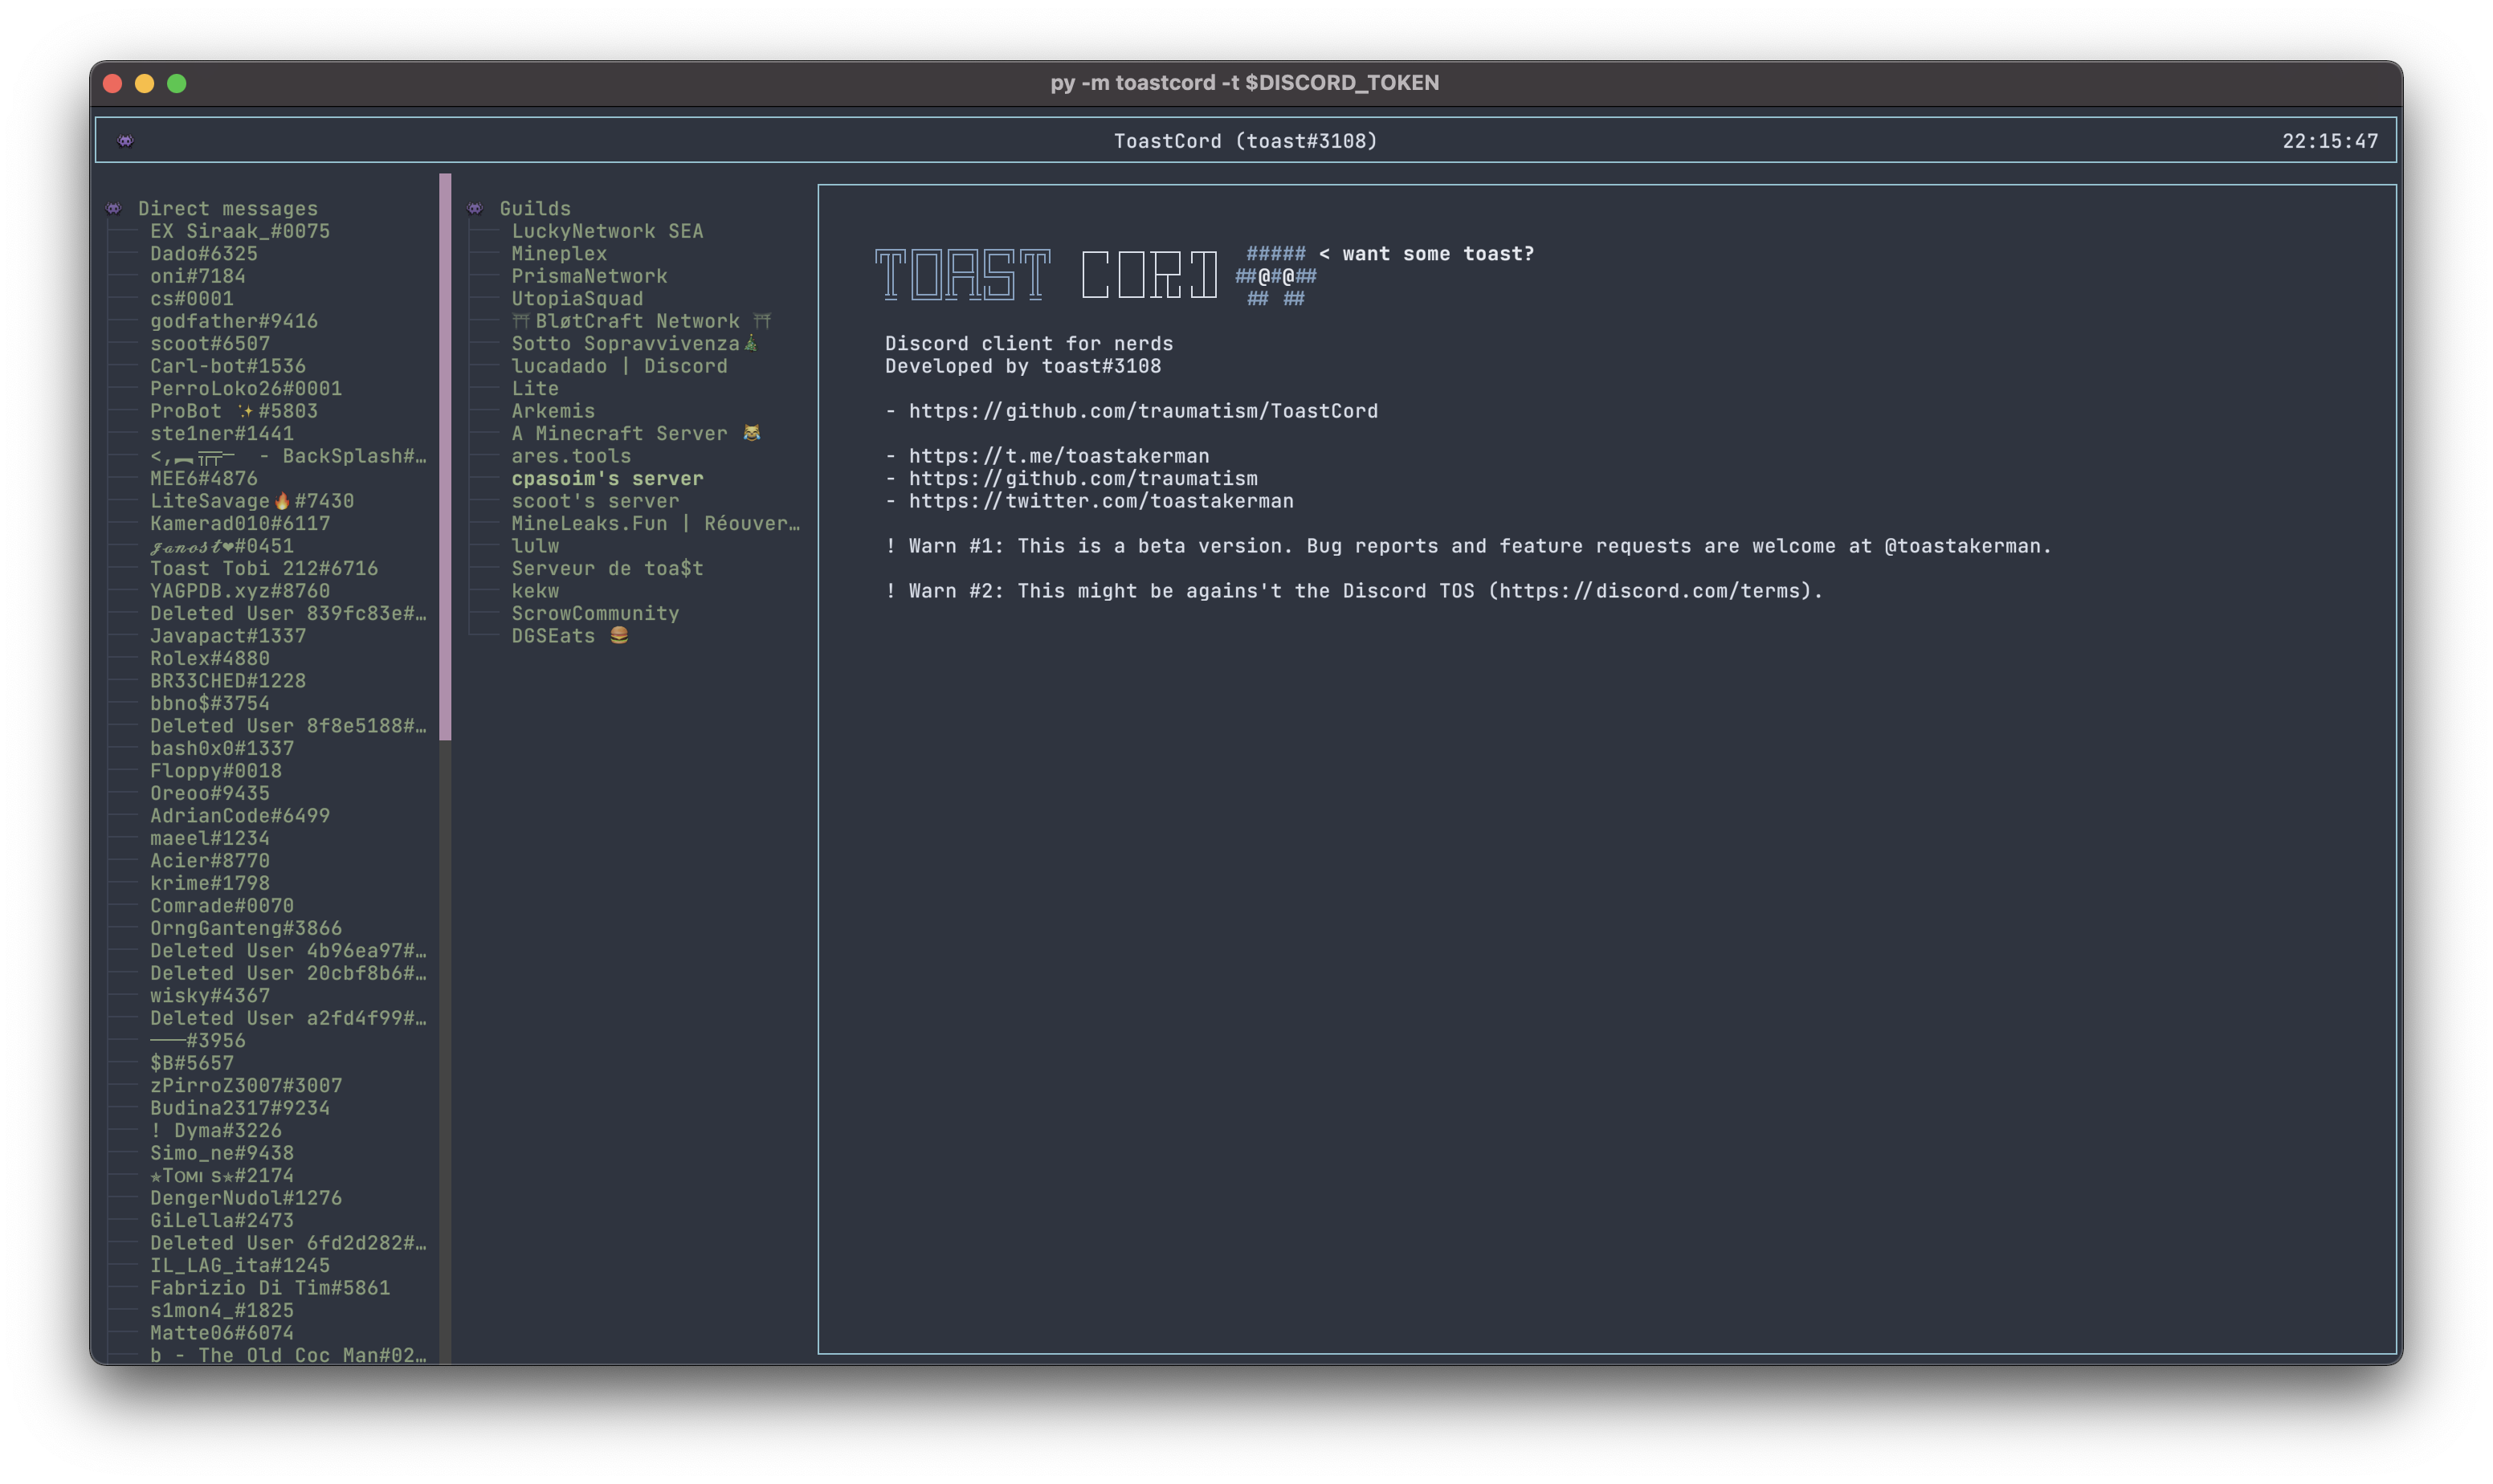 py -m toastcord -t $DISCORD_TOKEN
ToastCord (toast#3108)
22:15:47
Direct messages
EX Siraak_#0075
Dado#6325
oni#7184
cs#0001
godfather#9416
scoot#6507
Carl-bot#1536
PerroLoko26#0001
ProBot ✨#5803
ste1ner#1441
<,︻╦╤─ - BackSplash#…
MEE6#4876
LiteSavage🔥#7430
Kamerad010#6117
𝓳𝓪𝓷𝓸𝓼𝓽❤#0451
Toast Tobi 212#6716
YAGPDB.xyz#8760
Deleted User 839fc83e#…
Javapact#1337
Rolex#4880
BR33CHED#1228
bbno$#3754
Deleted User 8f8e5188#…
bash0x0#1337
Floppy#0018
Oreoo#9435
AdrianCode#6499
maeel#1234
Acier#8770
krime#1798
Comrade#0070
OrngGanteng#3866
Deleted User 4b96ea97#…
Deleted User 20cbf8b6#…
wisky#4367
Deleted User a2fd4f99#…
───#3956
$B#5657
zPirroZ3007#3007
Budina2317#9234
! Dyma#3226
Simo_ne#9438
✯Tᴏᴍɪ s✯#2174
DengerNudol#1276
GiLella#2473
Deleted User 6fd2d282#…
IL_LAG_ita#1245
Fabrizio Di Tim#5861
s1mon4_#1825
Matte06#6074
b - The Old Coc Man#02…
Guilds
LuckyNetwork SEA
Mineplex
PrismaNetwork
UtopiaSquad
⛩BløtCraft Network ⛩
Sotto Sopravvivenza🎄
lucadado | Discord
Lite
Arkemis
A Minecraft Server 😹
ares.tools
cpasoim's server
scoot's server
MineLeaks.Fun | Réouver…
lulw
Serveur de toa$t
kekw
ScrowCommunity
DGSEats 🍔
TOAST CORD
##### < want some toast?
##@#@##
## ##
Discord client for nerds
Developed by toast#3108
- https://github.com/traumatism/ToastCord
- https://t.me/toastakerman
- https://github.com/traumatism
- https://twitter.com/toastakerman
! Warn #1: This is a beta version. Bug reports and feature requests are welcome at @toastakerman.
! Warn #2: This might be agains't the Discord TOS (https://discord.com/terms).